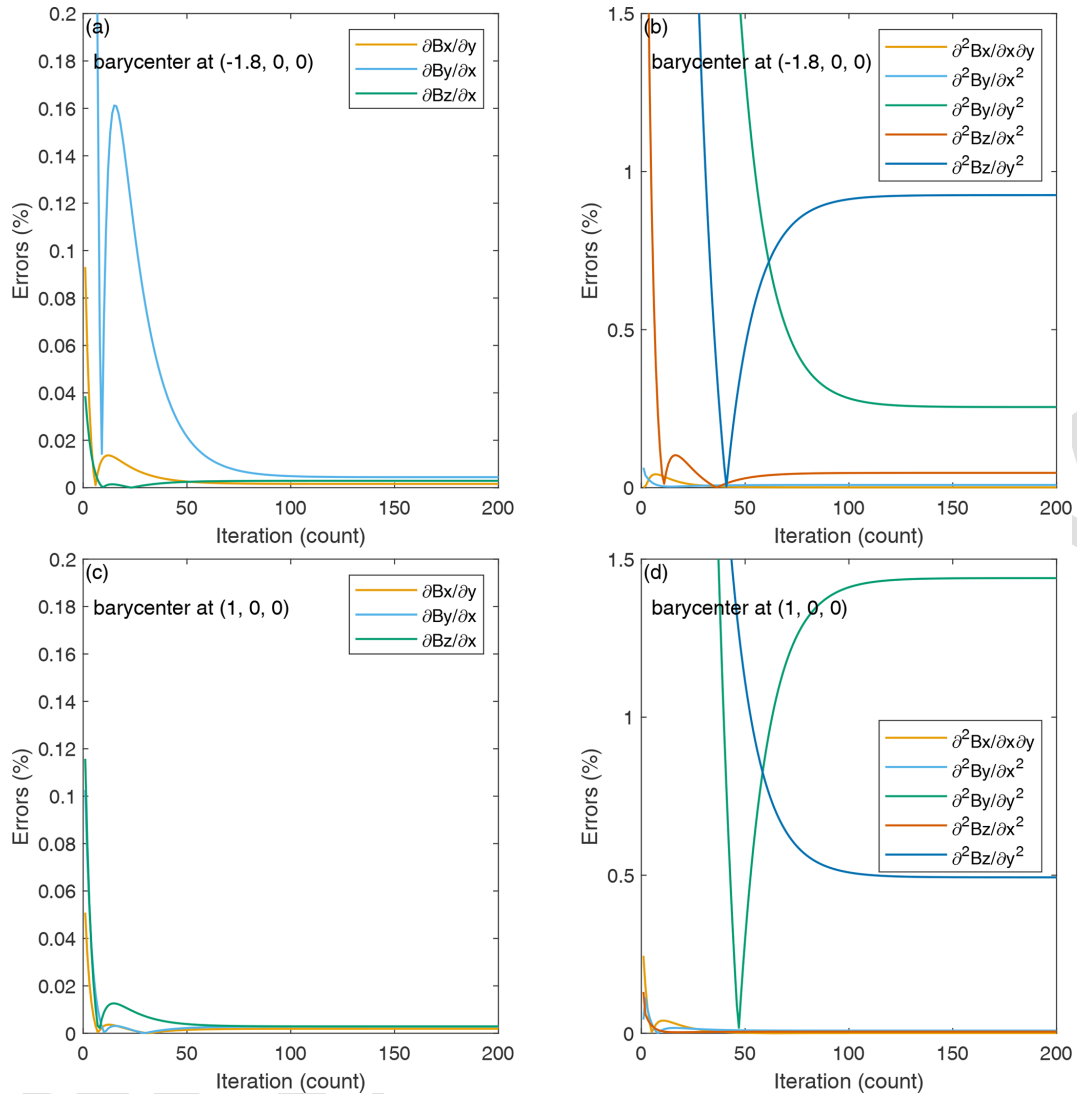 (a)
barycenter at (-1.8, 0, 0)
∂Bx/∂y
∂By/∂x
∂Bz/∂x
0.2
0.18
0.16
0.14
0.12
0.1
0.08
0.06
0.04
0.02
0
Errors (%)
0 50 100 150 200
Iteration (count)
(b)
barycenter at (-1.8, 0, 0)
∂²Bx/∂x∂y
∂²By/∂x²
∂²By/∂y²
∂²Bz/∂x²
∂²Bz/∂y²
1.5
1
0.5
0
Errors (%)
0 50 100 150 200
Iteration (count)
(c)
barycenter at (1, 0, 0)
∂Bx/∂y
∂By/∂x
∂Bz/∂x
0.2
0.18
0.16
0.14
0.12
0.1
0.08
0.06
0.04
0.02
0
Errors (%)
0 50 100 150 200
Iteration (count)
(d)
barycenter at (1, 0, 0)
∂²Bx/∂x∂y
∂²By/∂x²
∂²By/∂y²
∂²Bz/∂x²
∂²Bz/∂y²
1.5
1
0.5
0
Errors (%)
0 50 100 150 200
Iteration (count)